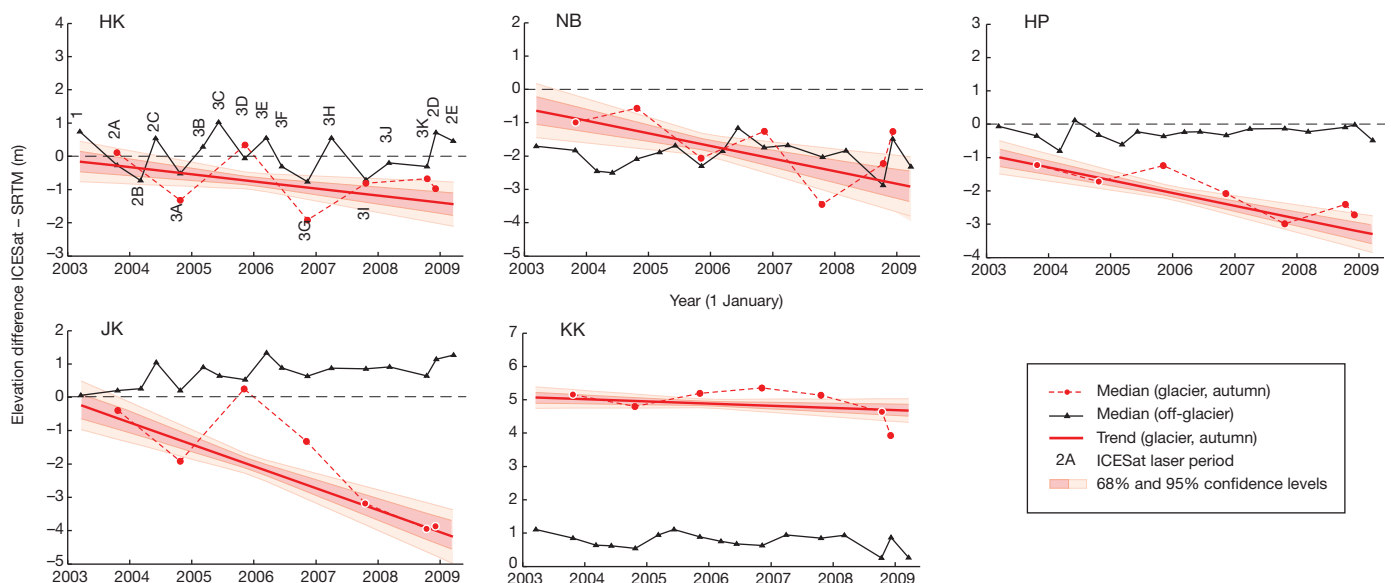 Elevation difference ICESat – SRTM (m)
HK
4
3
2
1
0
–1
–2
–3
1
2A
2B
2C
3A
3B
3C
3D
3E
3F
3G
3H
3I
3J
3K
2D
2E
2003 2004 2005 2006 2007 2008 2009
NB
2
1
0
–1
–2
–3
–4
–5
2003 2004 2005 2006 2007 2008 2009
HP
3
2
1
0
–1
–2
–3
–4
2003 2004 2005 2006 2007 2008 2009
Year (1 January)
JK
2
1
0
–1
–2
–3
–4
–5
2003 2004 2005 2006 2007 2008 2009
KK
7
6
5
4
3
2
1
0
2003 2004 2005 2006 2007 2008 2009
Median (glacier, autumn)
Median (off-glacier)
Trend (glacier, autumn)
2A ICESat laser period
68% and 95% confidence levels